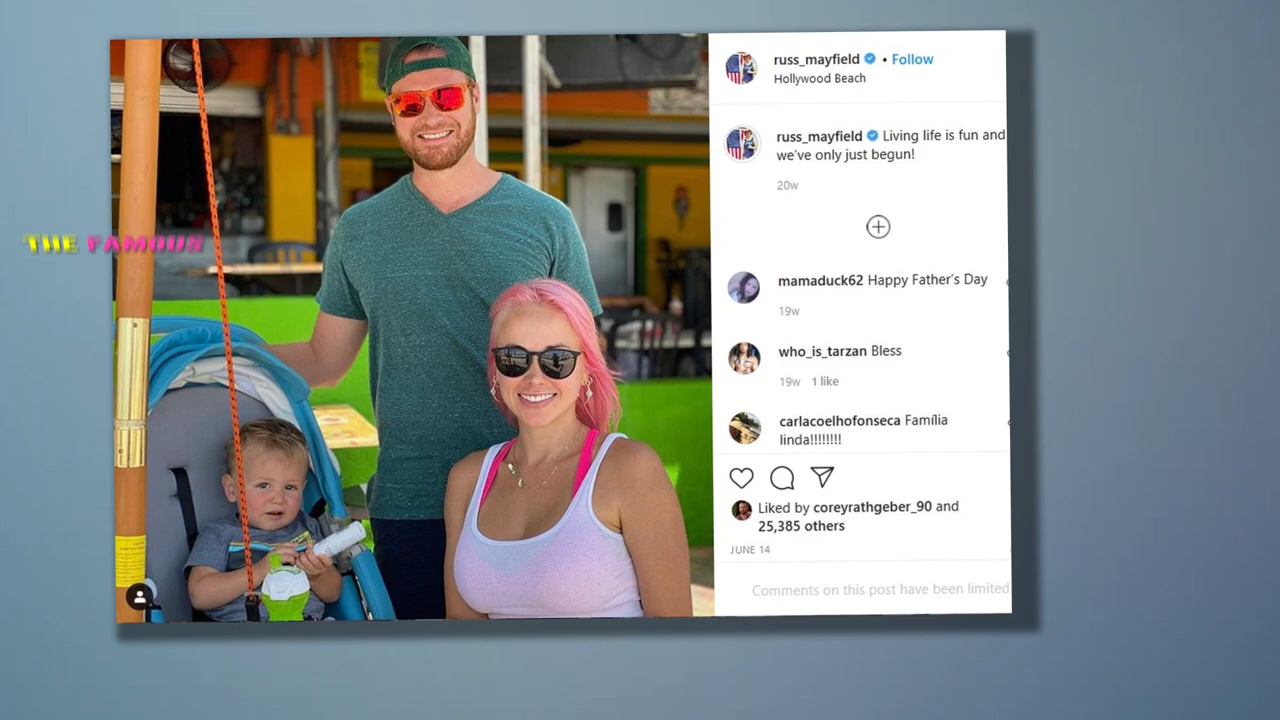 THE FAMOUS
russ_mayfield • Follow
Hollywood Beach
russ_mayfield Living life is fun and
we've only just begun!
20w
mamaduck62 Happy Father's Day
19w
who_is_tarzan Bless
19w 1 like
carlacoelhofonseca Família
linda!!!!!!!!
Liked by coreyrathgeber_90 and
25,385 others
JUNE 14
Comments on this post have been limited.